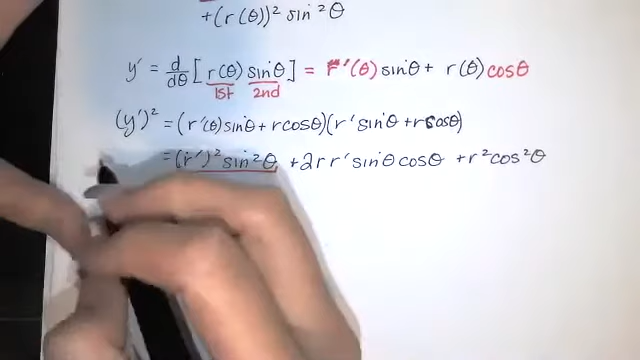 +(r(θ))² sin²θ
y' = d/dθ [r(θ) sinθ] = r'(θ) sinθ + r(θ) cosθ
1st 2nd
(y')² = (r'(θ) sinθ + r cosθ)(r' sinθ + r cosθ)
= (r')² sin²θ + 2 r r' sinθ cosθ + r² cos²θ